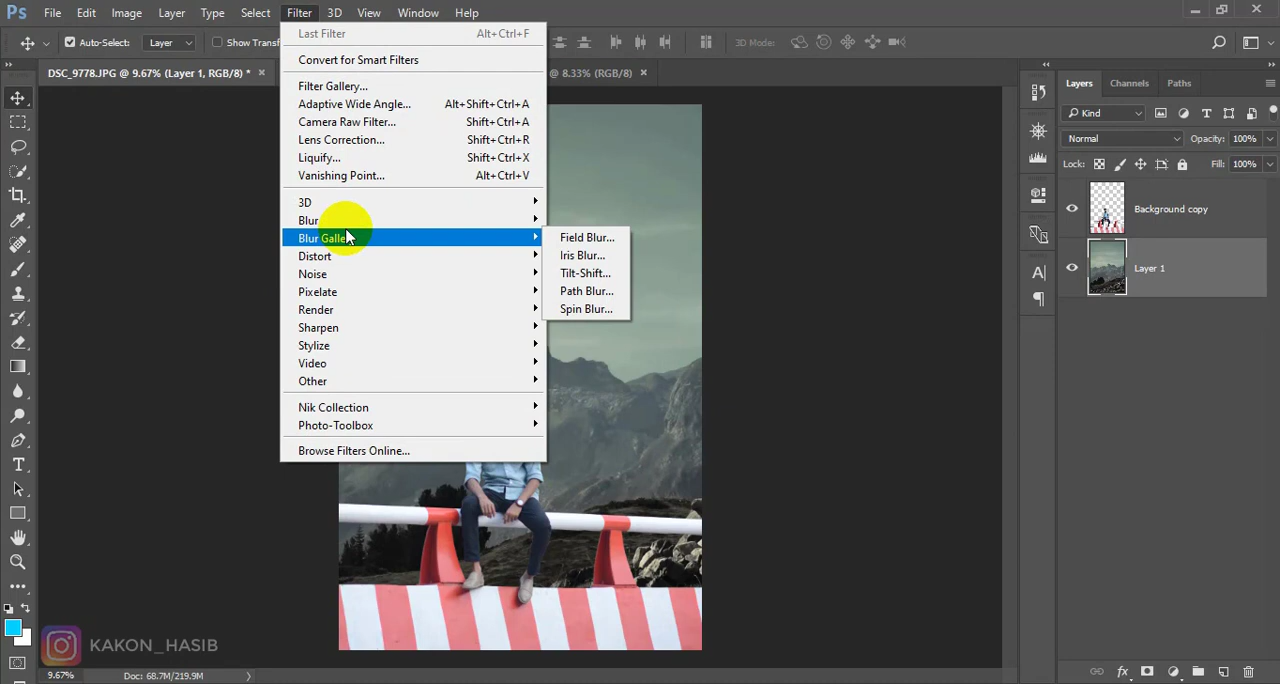 Ps File Edit Image Layer Type Select Filter 3D View Window Help
Auto-Select: Layer Show Transf 3D Mode:
DSC_9778.JPG @ 9.67% (Layer 1, RGB/8) * × @ 8.33% (RGB/8) ×
Last Filter Alt+Ctrl+F
Convert for Smart Filters
Filter Gallery...
Adaptive Wide Angle... Alt+Shift+Ctrl+A
Camera Raw Filter... Shift+Ctrl+A
Lens Correction... Shift+Ctrl+R
Liquify... Shift+Ctrl+X
Vanishing Point... Alt+Ctrl+V
3D
Blur
Blur
Distort
Noise
Pixelate
Render
Sharpen
Stylize
Video
Other
Nik Collection
Photo-Toolbox
Browse Filters Online...
Field Blur...
Iris Blur...
Tilt-Shift...
Path Blur...
Spin Blur...
Layers Channels Paths
Kind
Normal Opacity: 100%
Lock: Fill: 100%
Background copy
Layer 1
KAKON_HASIB
9.67% Doc: 68.7M/219.9M